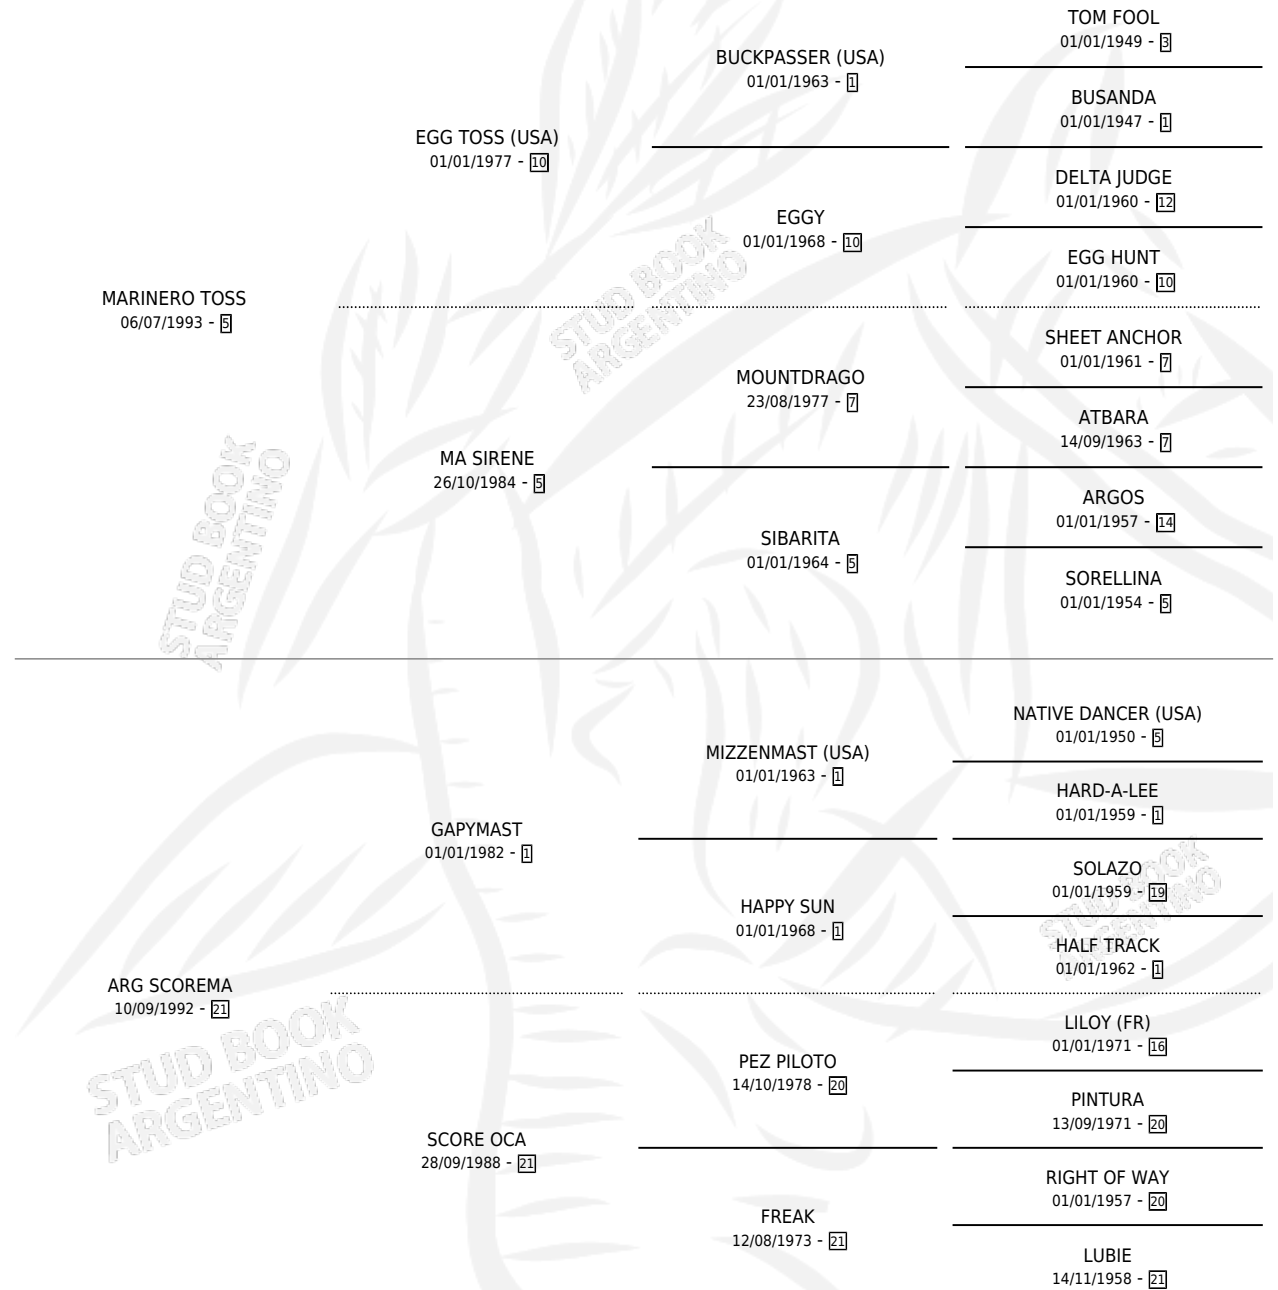 TOM FOOL
01/01/1949 - 3
BUCKPASSER (USA)
01/01/1963 - 1
BUSANDA
01/01/1947 - 1
EGG TOSS (USA)
01/01/1977 - 10
DELTA JUDGE
01/01/1960 - 12
EGGY
01/01/1968 - 10
EGG HUNT
01/01/1960 - 10
STUD BOOK
ARGENTINO
MARINERO TOSS
06/07/1993 - 5
SHEET ANCHOR
01/01/1961 - 7
MOUNTDRAGO
23/08/1977 - 7
ATBARA
14/09/1963 - 7
MA SIRENE
26/10/1984 - 5
ARGOS
01/01/1957 - 14
SIBARITA
01/01/1964 - 5
SORELLINA
01/01/1954 - 5
STUD BOOK
ARGENTINO
NATIVE DANCER (USA)
01/01/1950 - 5
MIZZENMAST (USA)
01/01/1963 - 1
HARD-A-LEE
01/01/1959 - 1
GAPYMAST
01/01/1982 - 1
SOLAZO
01/01/1959 - 19
HAPPY SUN
01/01/1968 - 1
HALF TRACK
01/01/1962 - 1
STUD BOOK
ARGENTINO
ARG SCOREMA
10/09/1992 - 21
LILOY (FR)
01/01/1971 - 16
PEZ PILOTO
14/10/1978 - 20
PINTURA
13/09/1971 - 20
SCORE OCA
28/09/1988 - 21
RIGHT OF WAY
01/01/1957 - 20
FREAK
12/08/1973 - 21
LUBIE
14/11/1958 - 21
STUD BOOK
ARGENTINO